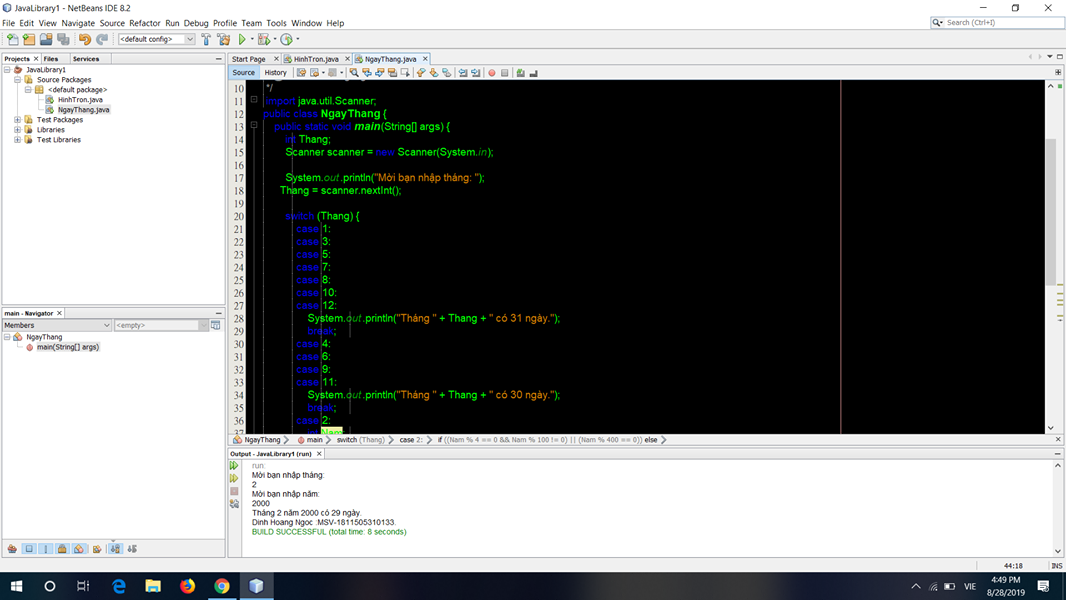 JavaLibrary1 - NetBeans IDE 8.2
File Edit View Navigate Source Refactor Run Debug Profile Team Tools Window Help
Search (Ctrl+I)
<default config>
Projects Files Services
JavaLibrary1
Source Packages
<default package>
HinhTron.java
NgayThang.java
Test Packages
Libraries
Test Libraries
main - Navigator
Members <empty>
NgayThang
main(String[] args)
Start Page HinhTron.java NgayThang.java
Source History
10 */
11 import java.util.Scanner;
12 public class NgayThang {
13 public static void main(String[] args) {
14 int Thang;
15 Scanner scanner = new Scanner(System.in);
16
17 System.out.println("Mời bạn nhập tháng: ");
18 Thang = scanner.nextInt();
19
20 switch (Thang) {
21 case 1:
22 case 3:
23 case 5:
24 case 7:
25 case 8:
26 case 10:
27 case 12:
28 System.out.println("Tháng " + Thang + " có 31 ngày.");
29 break;
30 case 4:
31 case 6:
32 case 9:
33 case 11:
34 System.out.println("Tháng " + Thang + " có 30 ngày.");
35 break;
36 case 2:
37 int Nam
NgayThang main switch (Thang) case 2: if ((Nam % 4 == 0 && Nam % 100 != 0) || (Nam % 400 == 0)) else
Output - JavaLibrary1 (run)
run
Mời bạn nhập tháng:
2
Mời bạn nhập năm:
2000
Tháng 2 năm 2000 có 29 ngày.
Dinh Hoang Ngoc :MSV-1811505310133.
BUILD SUCCESSFUL (total time: 8 seconds)
44:18 INS
VIE
4:49 PM
8/28/2019